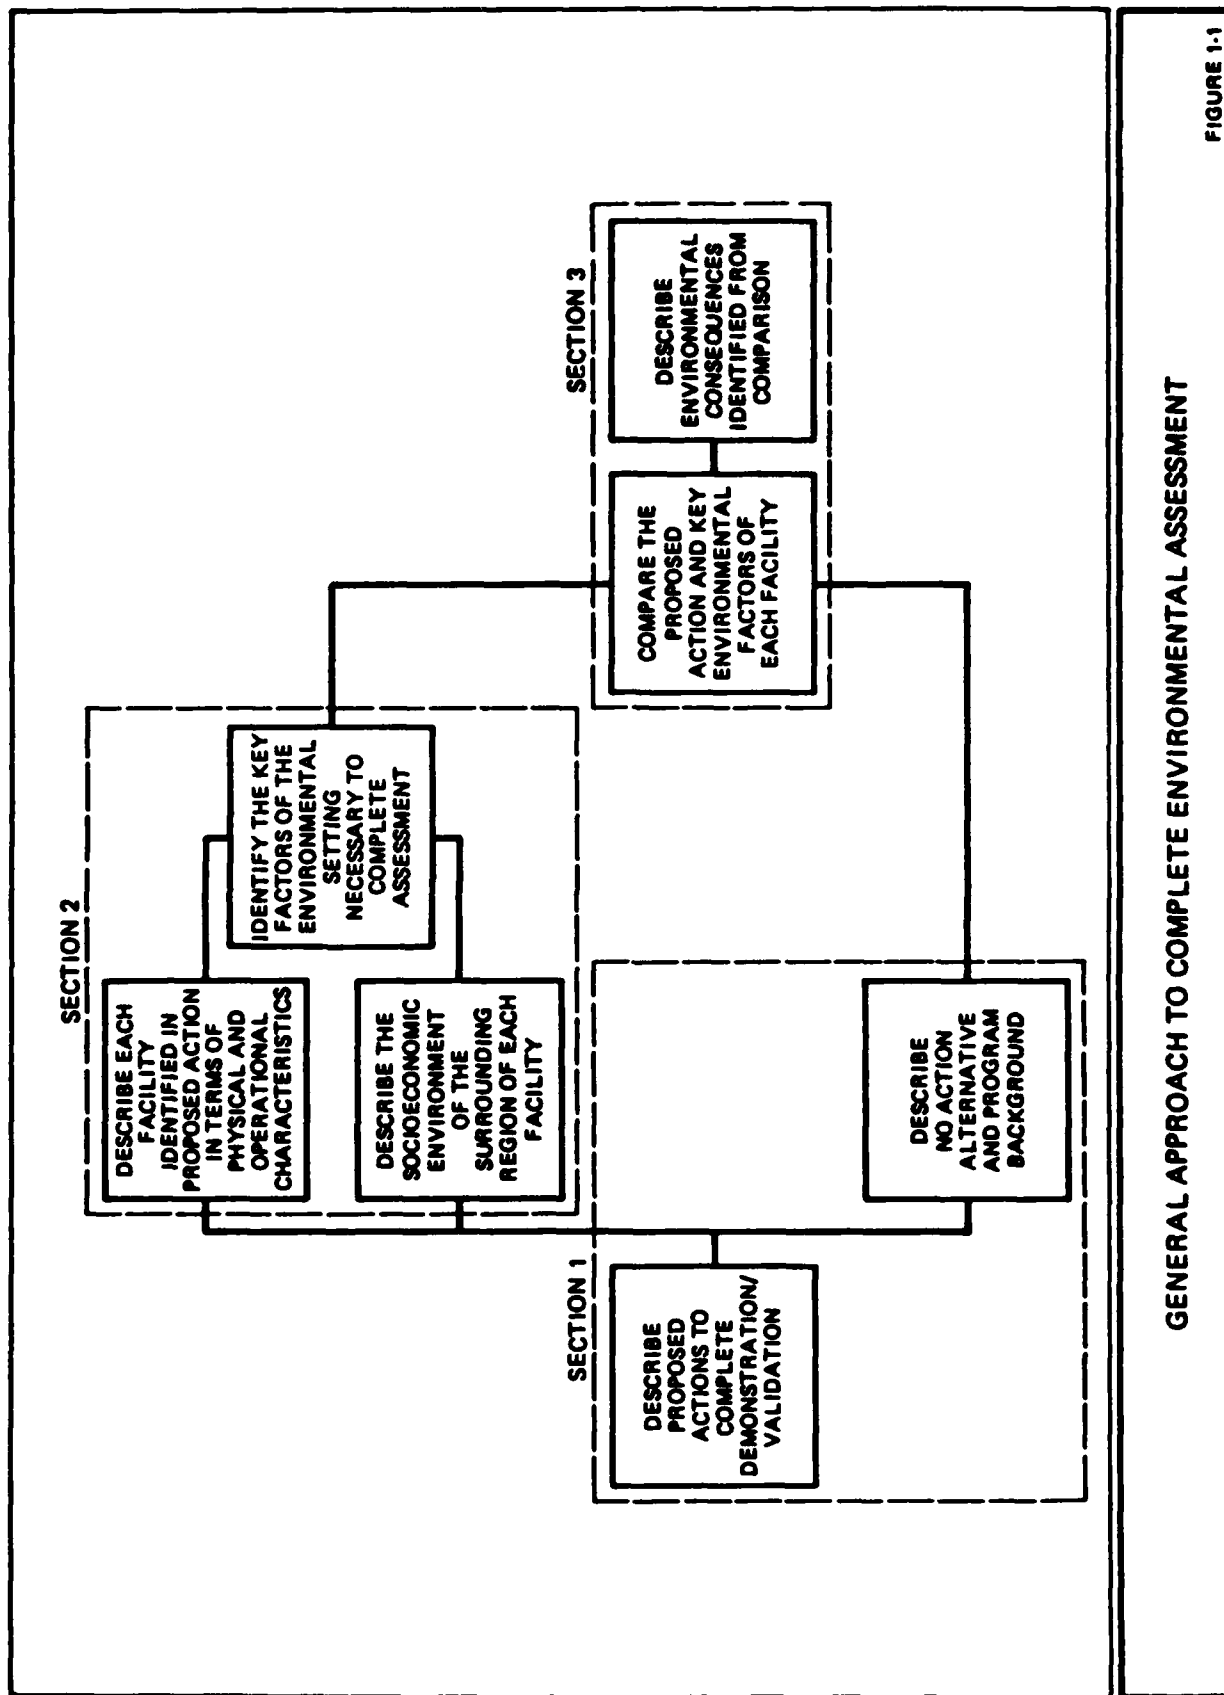 SECTION 1
DESCRIBE
PROPOSED
ACTIONS TO
COMPLETE
DEMONSTRATION/
VALIDATION
DESCRIBE
NO ACTION
ALTERNATIVE
AND PROGRAM
BACKGROUND
SECTION 2
DESCRIBE EACH
FACILITY
IDENTIFIED IN
PROPOSED ACTION
IN TERMS OF
PHYSICAL AND
OPERATIONAL
CHARACTERISTICS
DESCRIBE THE
SOCIOECONOMIC
ENVIRONMENT
OF THE
SURROUNDING
REGION OF EACH
FACILITY
IDENTIFY THE KEY
FACTORS OF THE
ENVIRONMENTAL
SETTING
NECESSARY TO
COMPLETE
ASSESSMENT
SECTION 3
COMPARE THE
PROPOSED
ACTION AND KEY
ENVIRONMENTAL
FACTORS OF
EACH FACILITY
DESCRIBE
ENVIRONMENTAL
CONSEQUENCES
IDENTIFIED FROM
COMPARISON
GENERAL APPROACH TO COMPLETE ENVIRONMENTAL ASSESSMENT
FIGURE 1-1